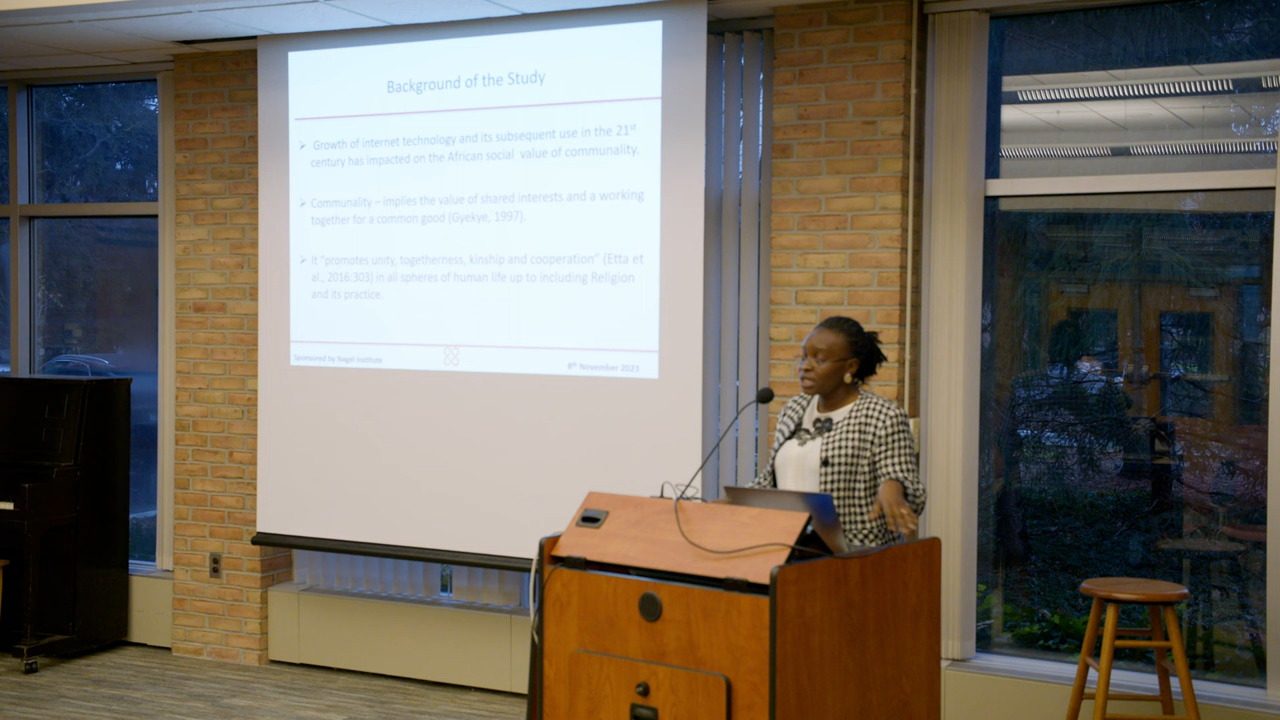 Background of the Study
➢ Growth of internet technology and its subsequent use in the 21st
century has impacted on the African social value of communality.
➢ Communality – implies the value of shared interests and a working
together for a common good (Gyekye, 1997).
➢ It "promotes unity, togetherness, kinship and cooperation" (Etta et
al., 2016:303) in all spheres of human life up to including Religion
and its practice.
Sponsored by Nagel Institute
8th November 2023